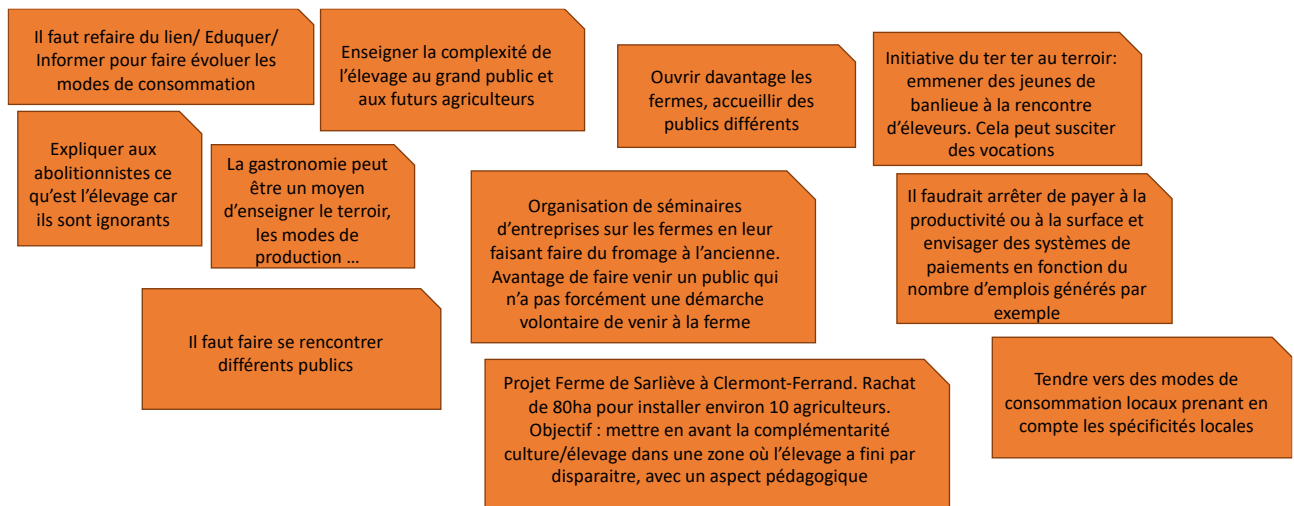 Il faut refaire du lien/ Eduquer/
Informer pour faire évoluer les
modes de consommation
Enseigner la complexité de
l'élevage au grand public et
aux futurs agriculteurs
Ouvrir davantage les
fermes, accueillir des
publics différents
Initiative du ter ter au terroir:
emmener des jeunes de
banlieue à la rencontre
d'éleveurs. Cela peut susciter
des vocations
Expliquer aux
abolitionnistes ce
qu'est l'élevage car
ils sont ignorants
La gastronomie peut
être un moyen
d'enseigner le terroir,
les modes de
production …
Organisation de séminaires
d'entreprises sur les fermes en leur
faisant faire du fromage à l'ancienne.
Avantage de faire venir un public qui
n'a pas forcément une démarche
volontaire de venir à la ferme
Il faudrait arrêter de payer à la
productivité ou à la surface et
envisager des systèmes de
paiements en fonction du
nombre d'emplois générés par
exemple
Il faut faire se rencontrer
différents publics
Projet Ferme de Sarliève à Clermont-Ferrand. Rachat
de 80ha pour installer environ 10 agriculteurs.
Objectif : mettre en avant la complémentarité
culture/élevage dans une zone où l'élevage a fini par
disparaitre, avec un aspect pédagogique
Tendre vers des modes de
consommation locaux prenant en
compte les spécificités locales